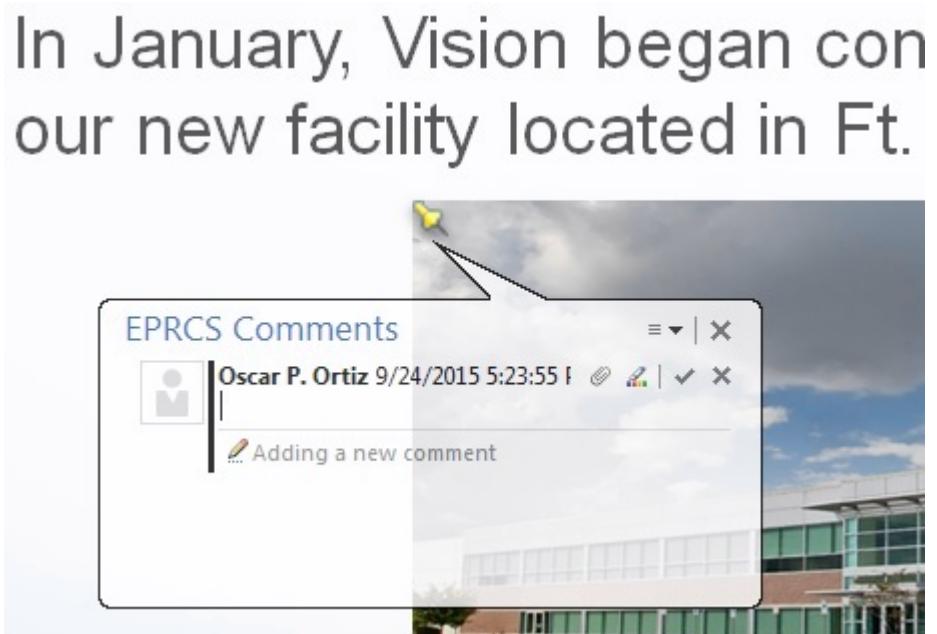 In January, Vision began con
our new facility located in Ft.
EPRCS Comments
Oscar P. Ortiz 9/24/2015 5:23:55
Adding a new comment